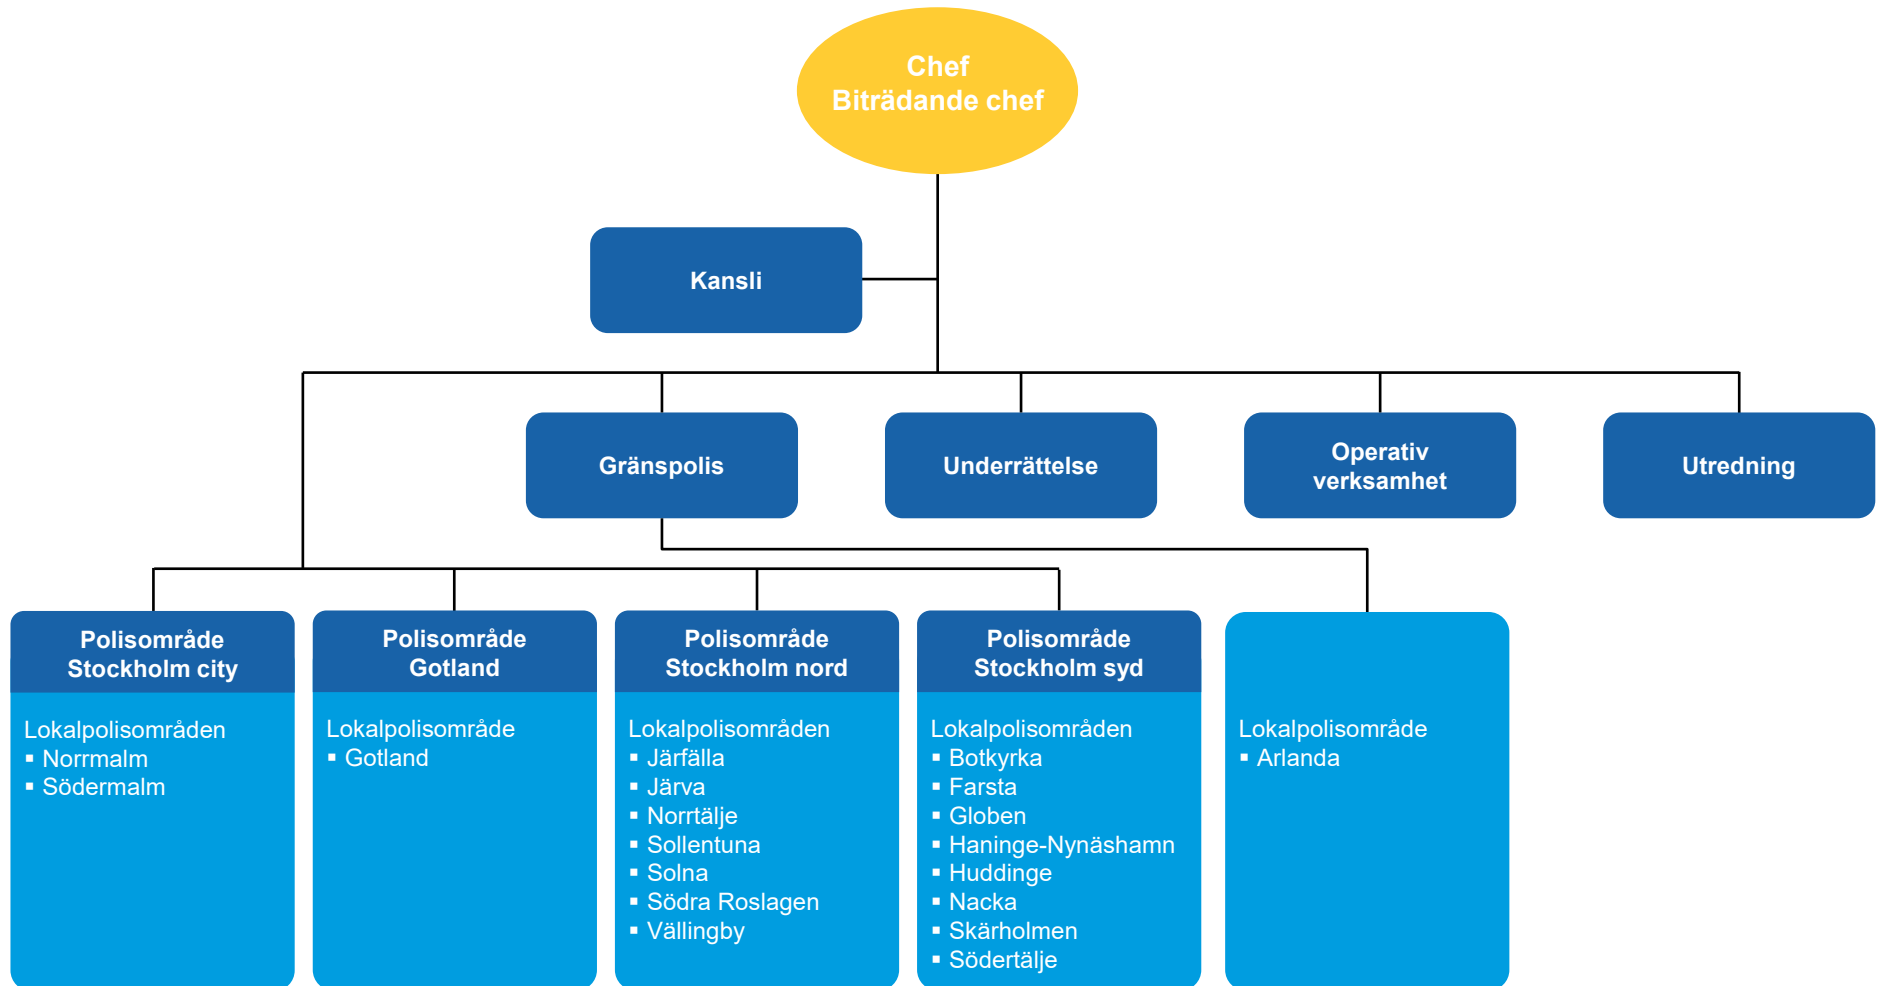 Chef
Biträdande chef
Kansli
Gränspolis
Underrättelse
Operativ
verksamhet
Utredning
Polisområde
Stockholm city
Lokalpolisområden
▪ Norrmalm
▪ Södermalm
Polisområde
Gotland
Lokalpolisområde
▪ Gotland
Polisområde
Stockholm nord
Lokalpolisområden
▪ Järfälla
▪ Järva
▪ Norrtälje
▪ Sollentuna
▪ Solna
▪ Södra Roslagen
▪ Vällingby
Polisområde
Stockholm syd
Lokalpolisområden
▪ Botkyrka
▪ Farsta
▪ Globen
▪ Haninge-Nynäshamn
▪ Huddinge
▪ Nacka
▪ Skärholmen
▪ Södertälje
Lokalpolisområde
▪ Arlanda